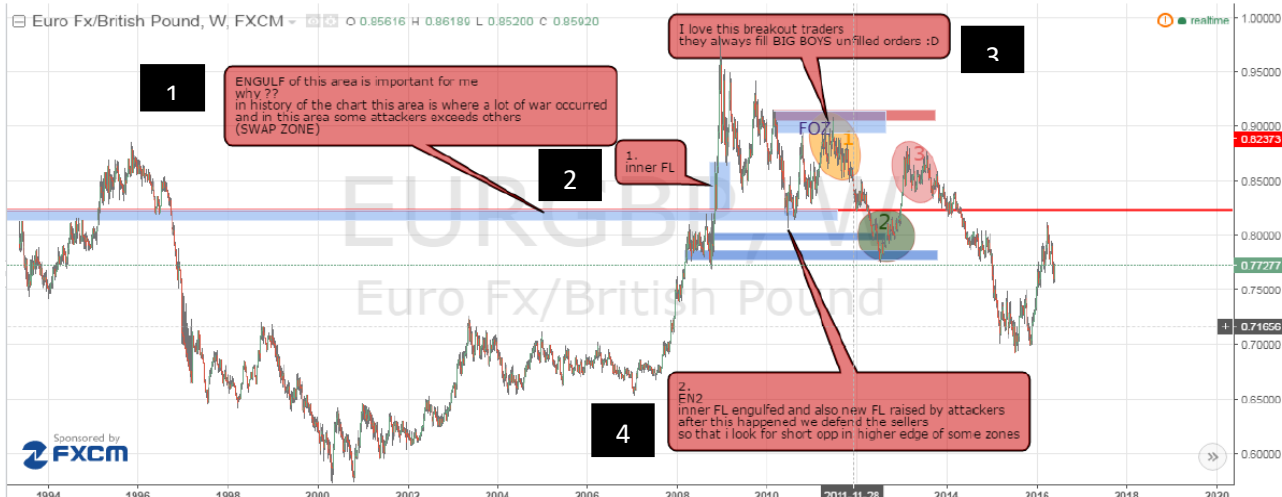 Euro Fx/British Pound, W, FXCM
O 0.85616 H 0.86189 L 0.85200 C 0.85920
realtime
I love this breakout traders
they always fill BIG BOYS unfilled orders :D
3
1
ENGULF of this area is important for me
why ??
in history of the chart this area is where a lot of war occurred
and in this area some attackers exceeds others
(SWAP ZONE)
2
1.
inner FL
FOZ
1
3
2
EURGBP, W
Euro Fx/British Pound
2.
EN2
inner FL engulfed and also new FL raised by attackers
after this happened we defend the sellers
so that i look for short opp in higher edge of some zones
4
Sponsored by
FXCM
1.00000
0.95000
0.90000
0.82373
0.85000
0.80000
0.77277
0.75000
0.71656
0.70000
0.65000
0.60000
1994 1996 1998 2000 2002 2004 2006 2008 2010 2011-11-28 2014 2016 2018 2020